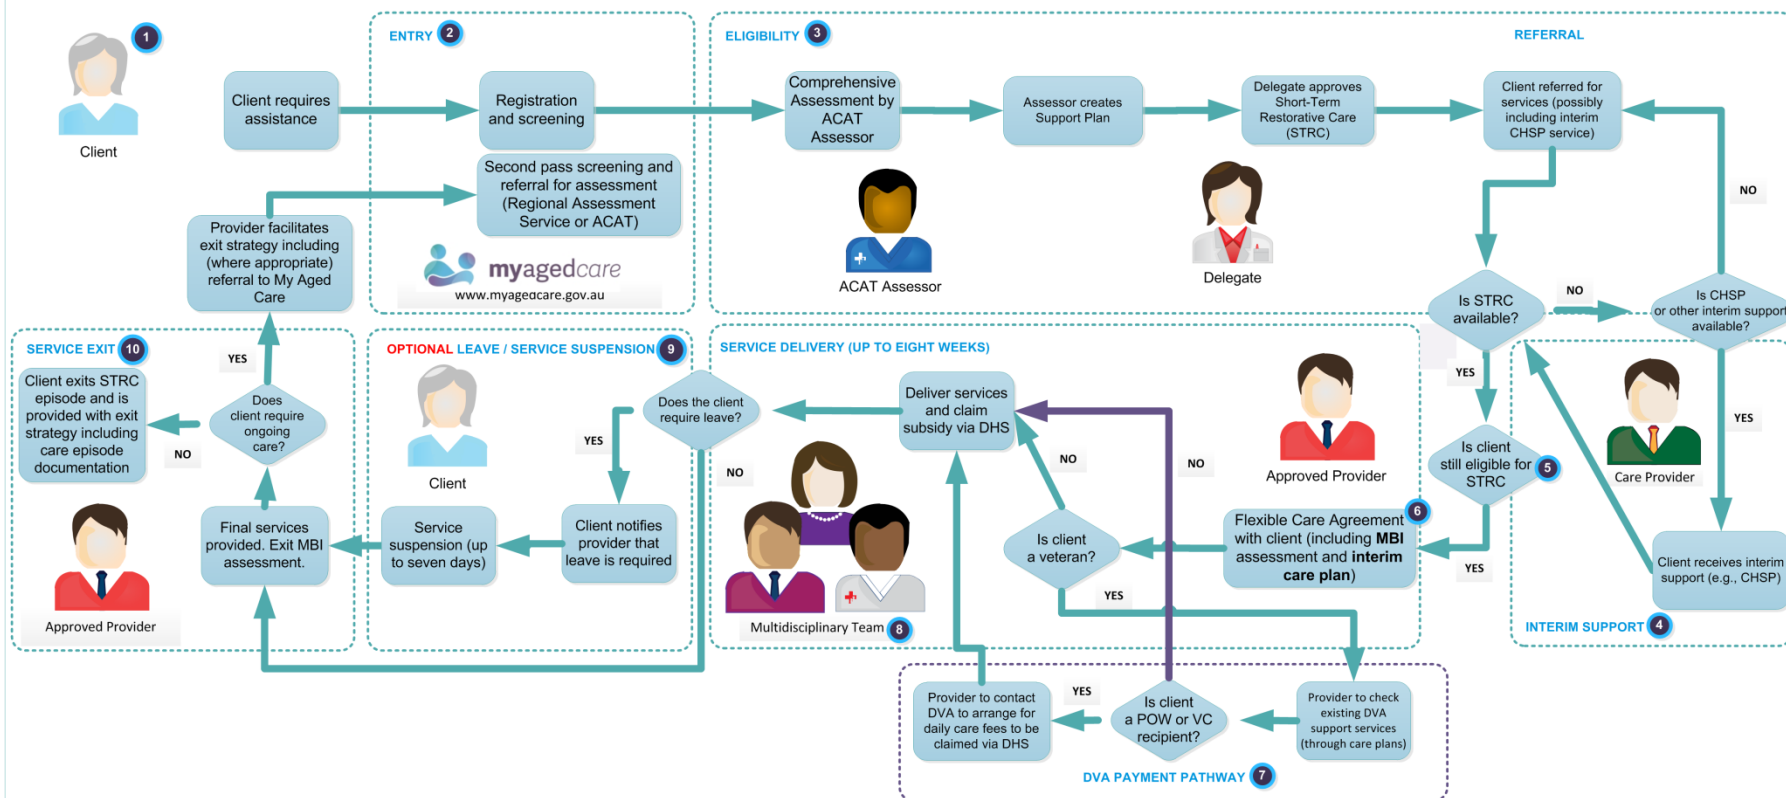 1
Client
Client requires
assistance
ENTRY 2
Registration
and screening
Second pass screening and
referral for assessment
(Regional Assessment
Service or ACAT)
myagedcare
www.myagedcare.gov.au
ELIGIBILITY 3
Comprehensive
Assessment by
ACAT
Assessor
Assessor creates
Support Plan
Delegate approves
Short-Term
Restorative Care
(STRC)
REFERRAL
Client referred for
services (possibly
including interim
CHSP service)
ACAT Assessor
Delegate
NO
Is STRC
available?
NO
Is CHSP
or other interim support
available?
YES
YES
Provider facilitates
exit strategy including
(where appropriate)
referral to My Aged
Care
YES
SERVICE EXIT 10
Client exits STRC
episode and is
provided with exit
strategy including
care episode
documentation
NO
Does
client require
ongoing
care?
Final services
provided. Exit MBI
assessment.
Approved Provider
OPTIONAL LEAVE / SERVICE SUSPENSION 9
Client
Does the client
require leave?
YES
NO
Service
suspension (up
to seven days)
Client notifies
provider that
leave is required
SERVICE DELIVERY (UP TO EIGHT WEEKS)
Deliver services
and claim
subsidy via DHS
Multidisciplinary Team 8
NO
NO
Is client
a veteran?
YES
Approved Provider
Flexible Care Agreement
with client (including MBI
assessment and interim
care plan)
6
Is client
still eligible for
STRC
5
YES
Care Provider
Client receives interim
support (e.g., CHSP)
INTERIM SUPPORT 4
Provider to contact
DVA to arrange for
daily care fees to be
claimed via DHS
YES
Is client
a POW or VC
recipient?
Provider to check
existing DVA
support services
(through care plans)
DVA PAYMENT PATHWAY 7